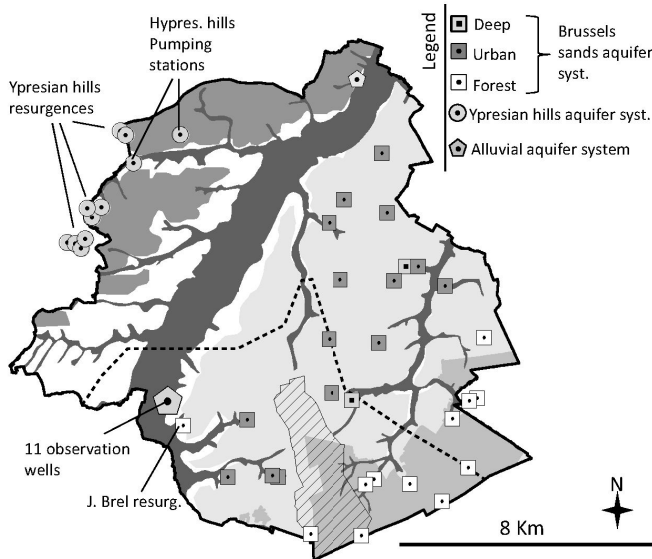 Hypres. hills
Pumping
stations
Ypresian hills
resurgences
Legend
Deep
Urban
Forest
Brussels
sands aquifer
syst.
Ypresian hills aquifer syst.
Alluvial aquifer system
11 observation
wells
J. Brel resurg.
N
8 Km